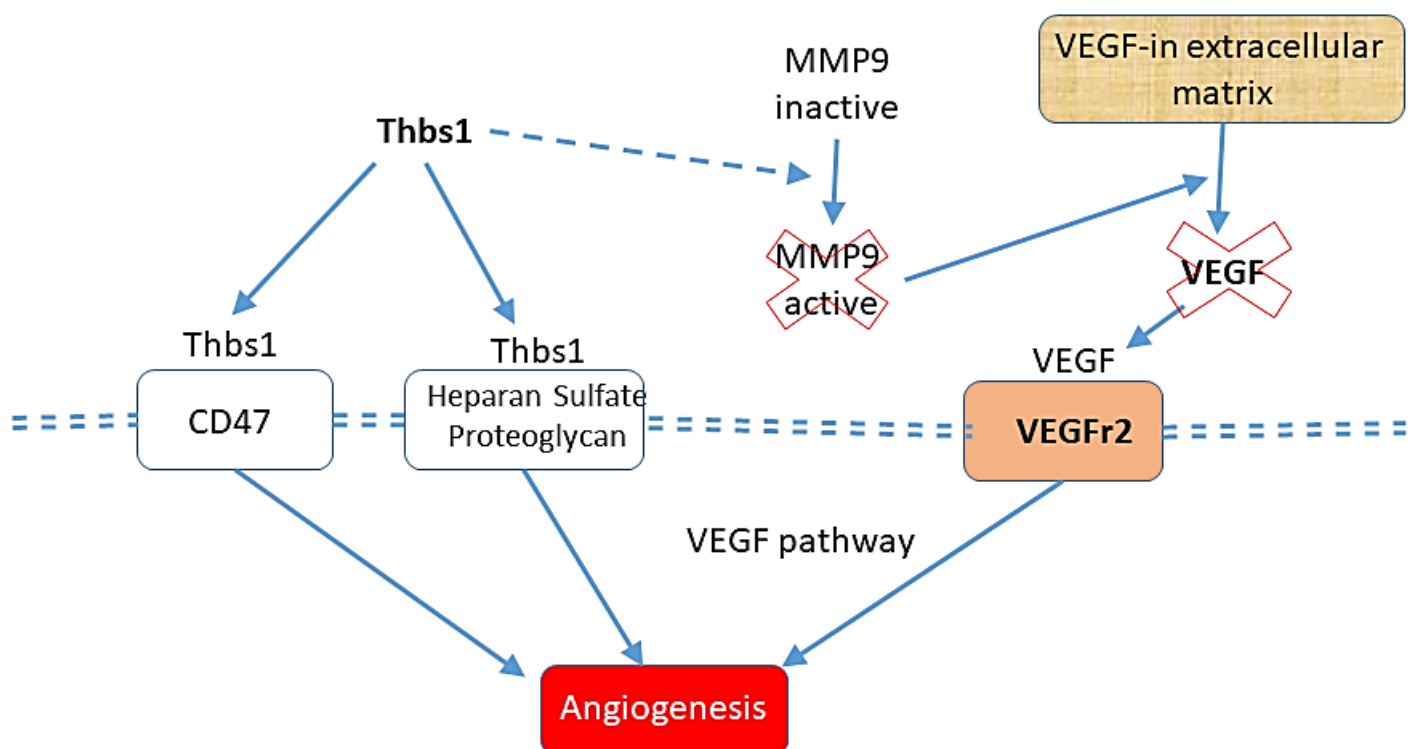 VEGF-in extracellular
matrix
MMP9
inactive
Thbs1
MMP9
active
VEGF
Thbs1
Thbs1
VEGF
CD47
Heparan Sulfate
Proteoglycan
VEGFr2
VEGF pathway
Angiogenesis